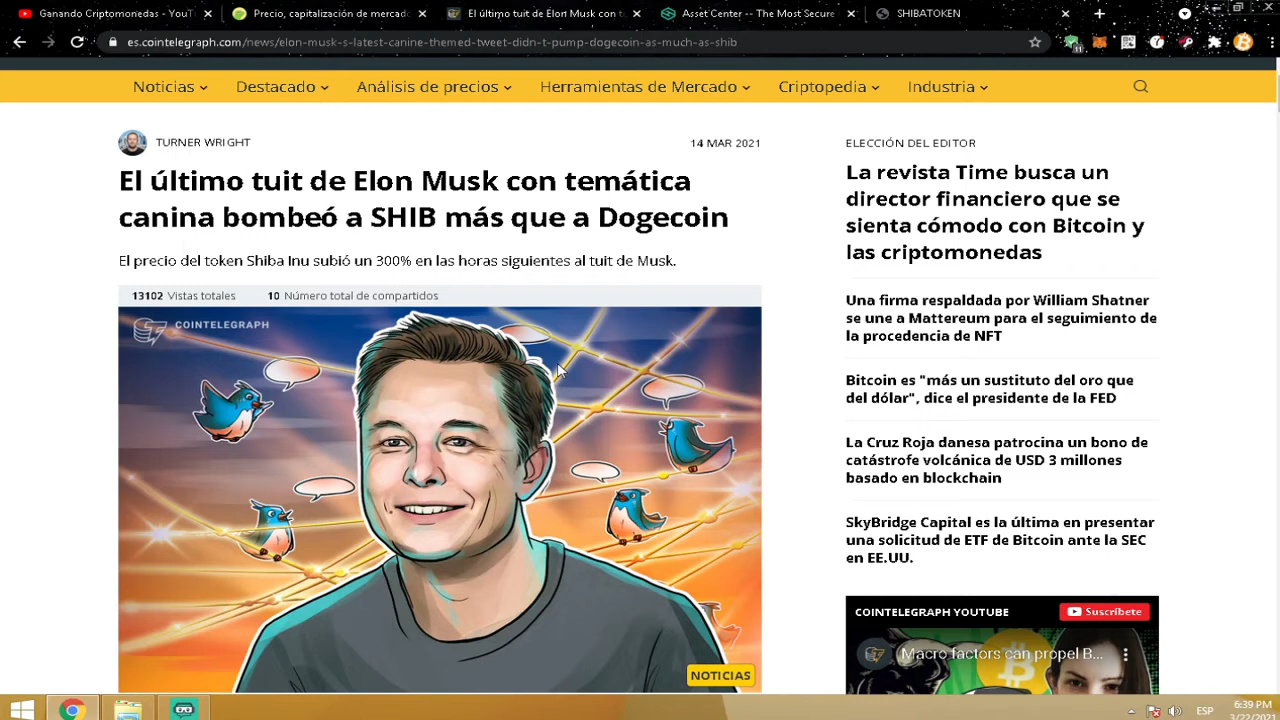 Ganando Criptomonedas - YouT
Precio, capitalización de mercado
El último tuit de Elon Musk con t
Asset Center -- The Most Secure
SHIBATOKEN
es.cointelegraph.com/news/elon-musk-s-latest-canine-themed-tweet-didn-t-pump-dogecoin-as-much-as-shib
11
Noticias
Destacado
Análisis de precios
Herramientas de Mercado
Criptopedia
Industria
TURNER WRIGHT
14 MAR 2021
El último tuit de Elon Musk con temática
canina bombeó a SHIB más que a Dogecoin
El precio del token Shiba Inu subió un 300% en las horas siguientes al tuit de Musk.
13102 Vistas totales
10 Número total de compartidos
COINTELEGRAPH
NOTICIAS
ELECCIÓN DEL EDITOR
La revista Time busca un
director financiero que se
sienta cómodo con Bitcoin y
las criptomonedas
Una firma respaldada por William Shatner
se une a Mattereum para el seguimiento de
la procedencia de NFT
Bitcoin es "más un sustituto del oro que
del dólar", dice el presidente de la FED
La Cruz Roja danesa patrocina un bono de
catástrofe volcánica de USD 3 millones
basado en blockchain
SkyBridge Capital es la última en presentar
una solicitud de ETF de Bitcoin ante la SEC
en EE.UU.
COINTELEGRAPH YOUTUBE
Suscríbete
Macro factors can propel B...
ESP
6:39 PM
3/22/2021